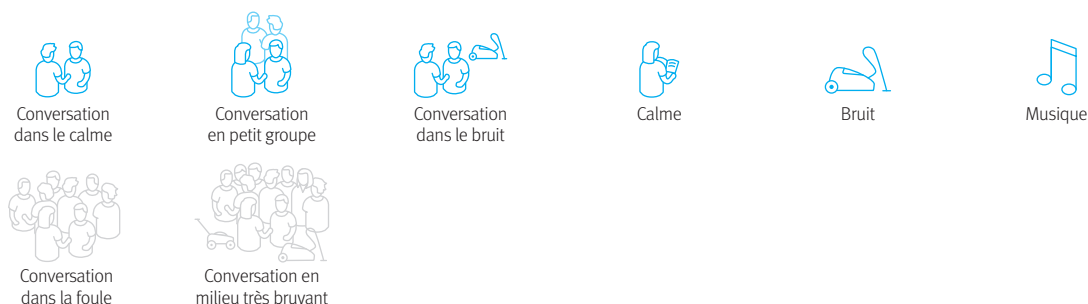 Conversation
dans le calme
Conversation
en petit groupe
Conversation
dans le bruit
Calme
Bruit
Musique
Conversation
dans la foule
Conversation en
milieu très bruyant